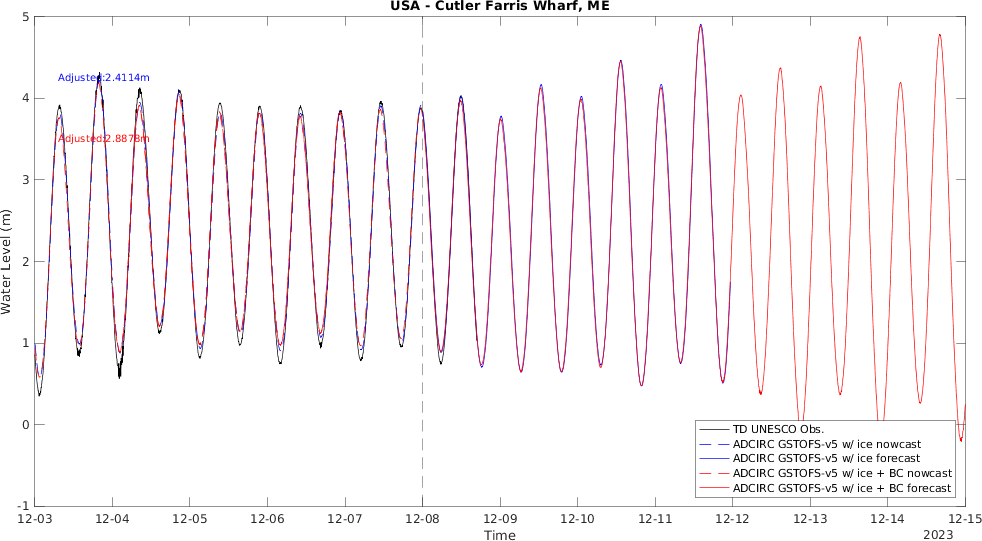 USA - Cutler Farris Wharf, ME
5
4
3
2
1
0
-1
Water Level (m)
Adjusted:2.4114m
Adjusted:2.8878m
TD UNESCO Obs.
ADCIRC GSTOFS-v5 w/ ice nowcast
ADCIRC GSTOFS-v5 w/ ice forecast
ADCIRC GSTOFS-v5 w/ ice + BC nowcast
ADCIRC GSTOFS-v5 w/ ice + BC forecast
12-03 12-04 12-05 12-06 12-07 12-08 12-09 12-10 12-11 12-12 12-13 12-14 12-15
Time
2023